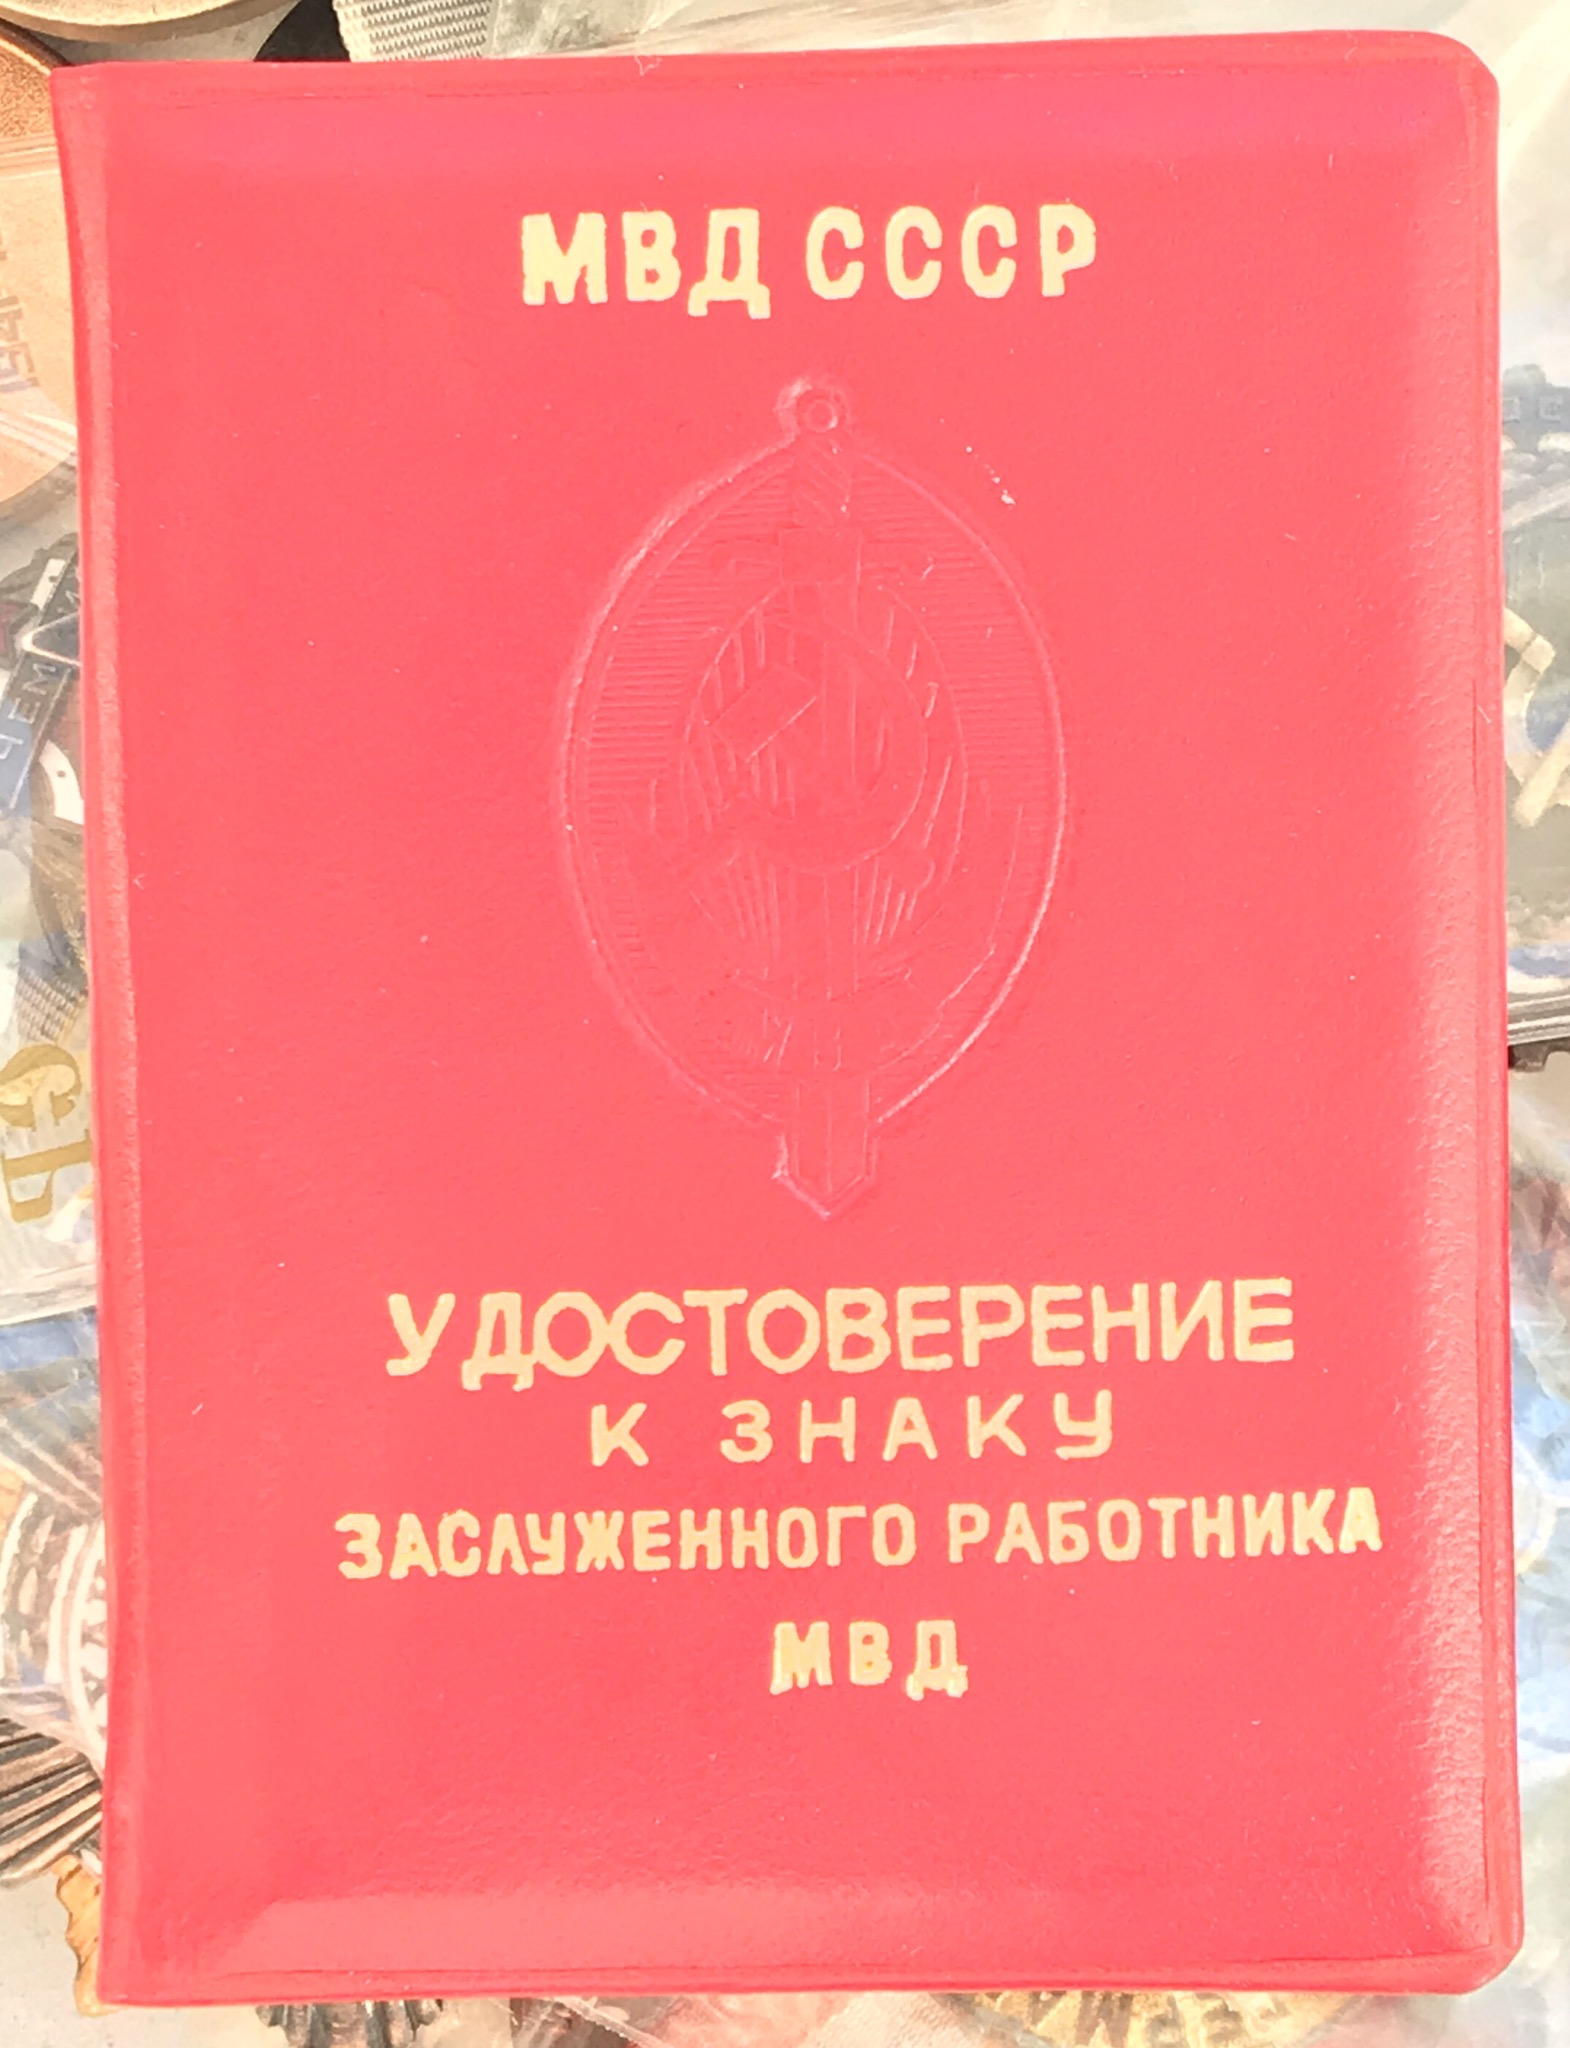 МВД СССР
УДОСТОВЕРЕНИЕ
К ЗНАКУ
ЗАСЛУЖЕННОГО РАБОТНИКА
МВД